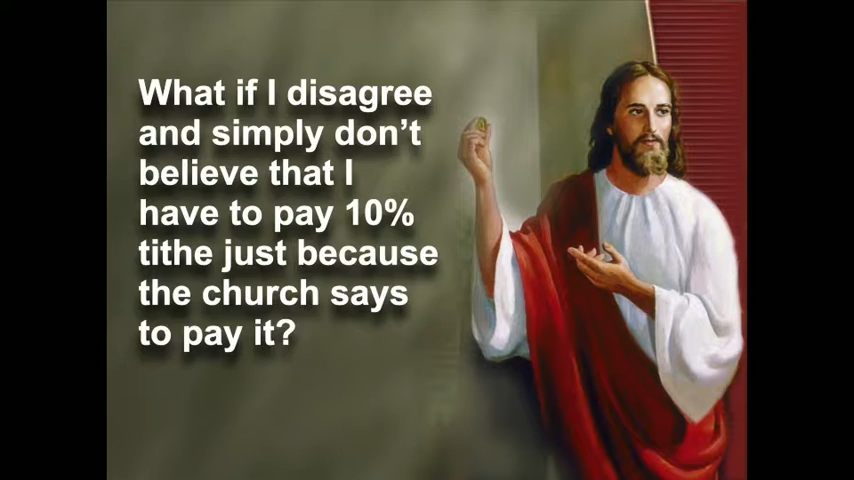 What if I disagree
and simply don’t
believe that I
have to pay 10%
tithe just because
the church says
to pay it?